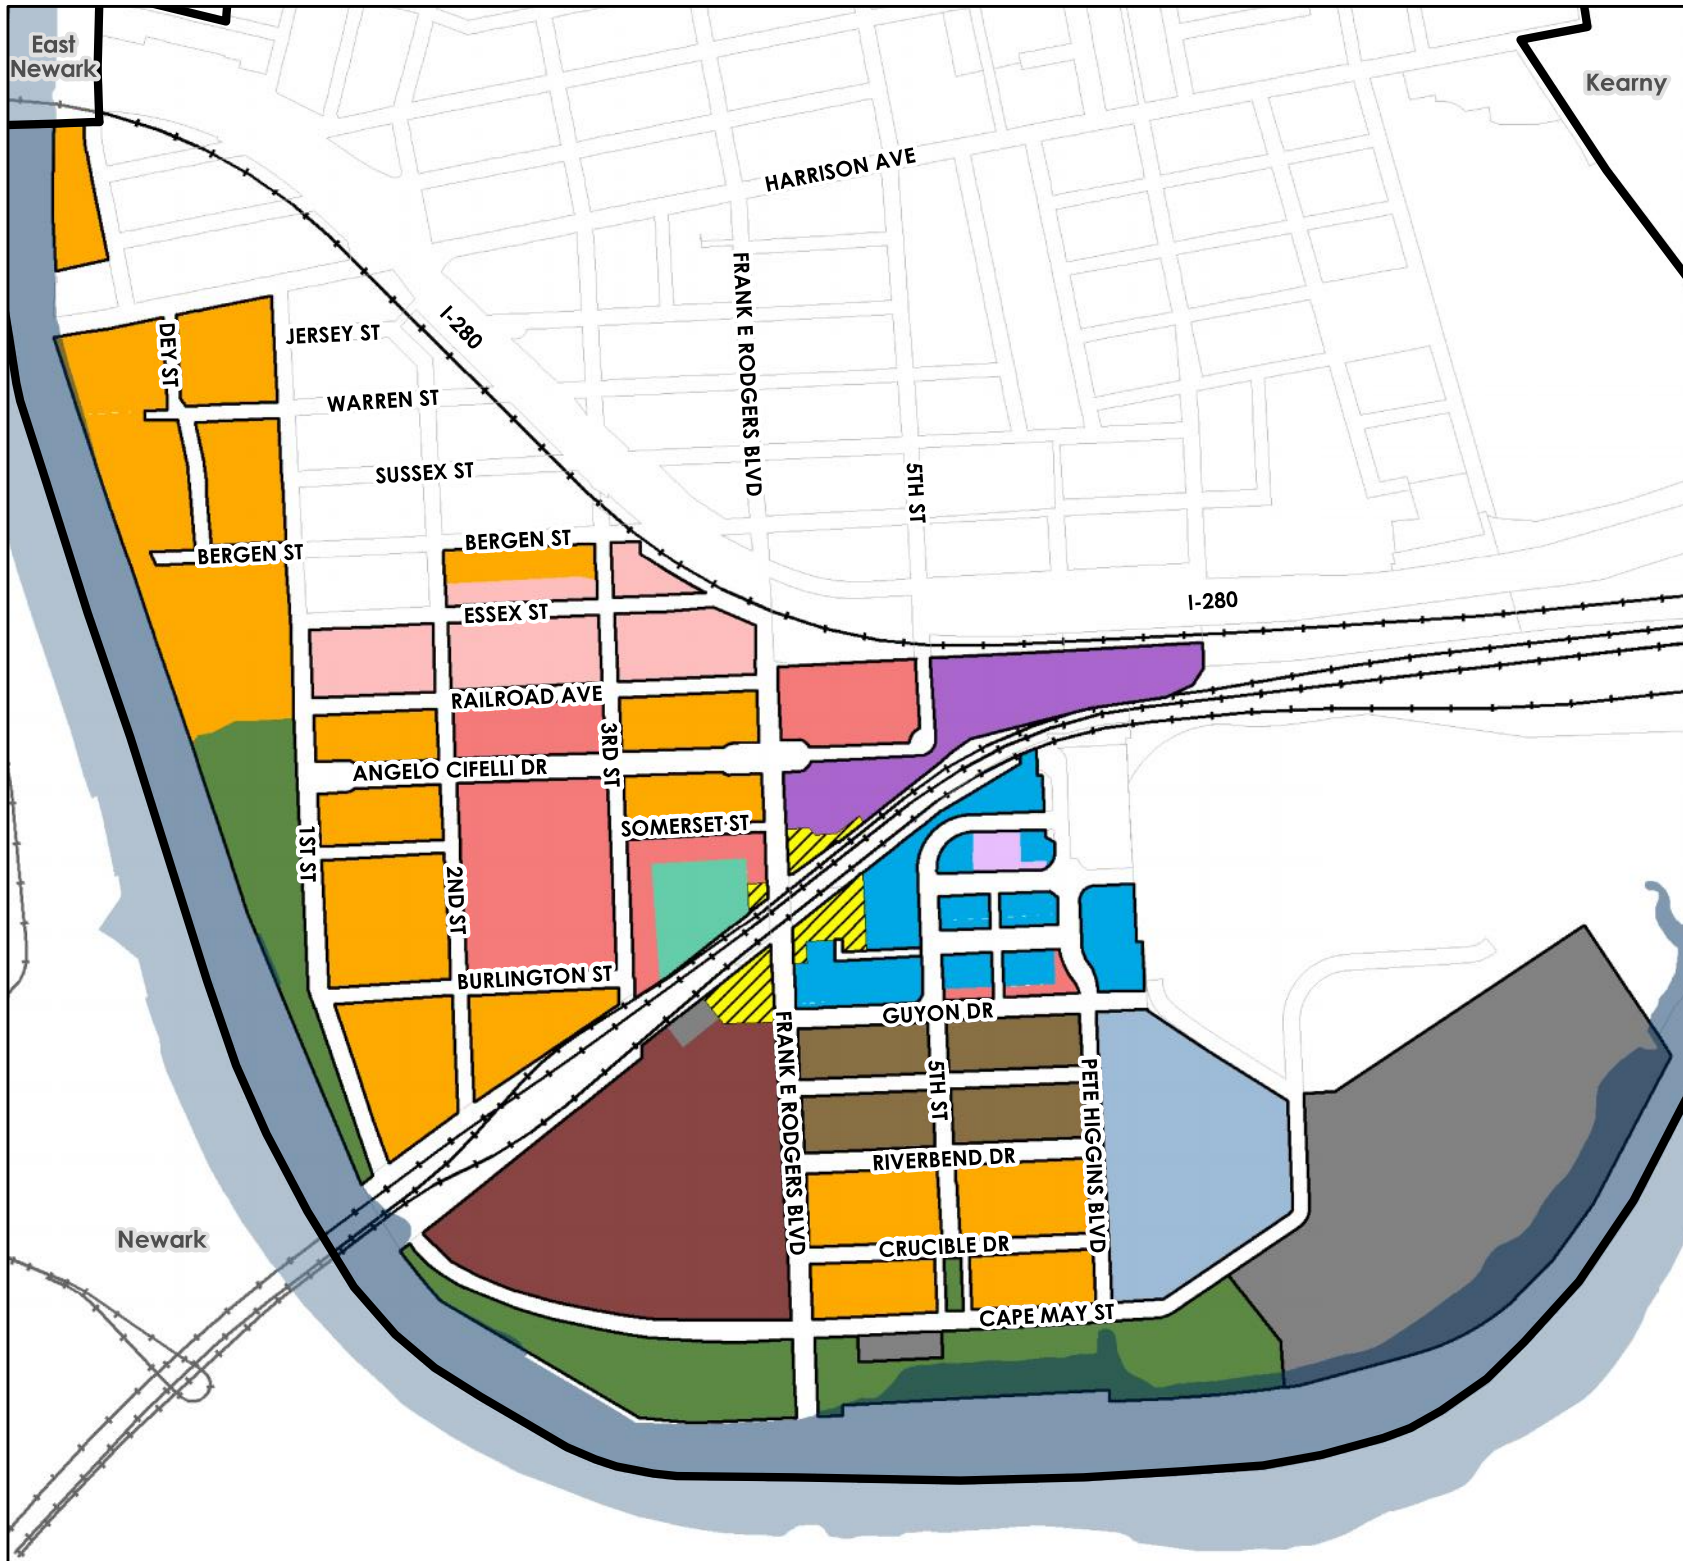 East
Newark
Kearny
HARRISON AVE
FRANK E RODGERS BLVD
I-280
DEY ST
JERSEY ST
WARREN ST
SUSSEX ST
5TH ST
BERGEN ST
BERGEN ST
ESSEX ST
I-280
RAILROAD AVE
3RD ST
ANGELO CIFELLI DR
SOMERSET ST
1ST ST
2ND ST
BURLINGTON ST
GUYON DR
FRANK E RODGERS BLVD
5TH ST
PETE HIGGINS BLVD
RIVERBEND DR
Newark
CRUCIBLE DR
CAPE MAY ST